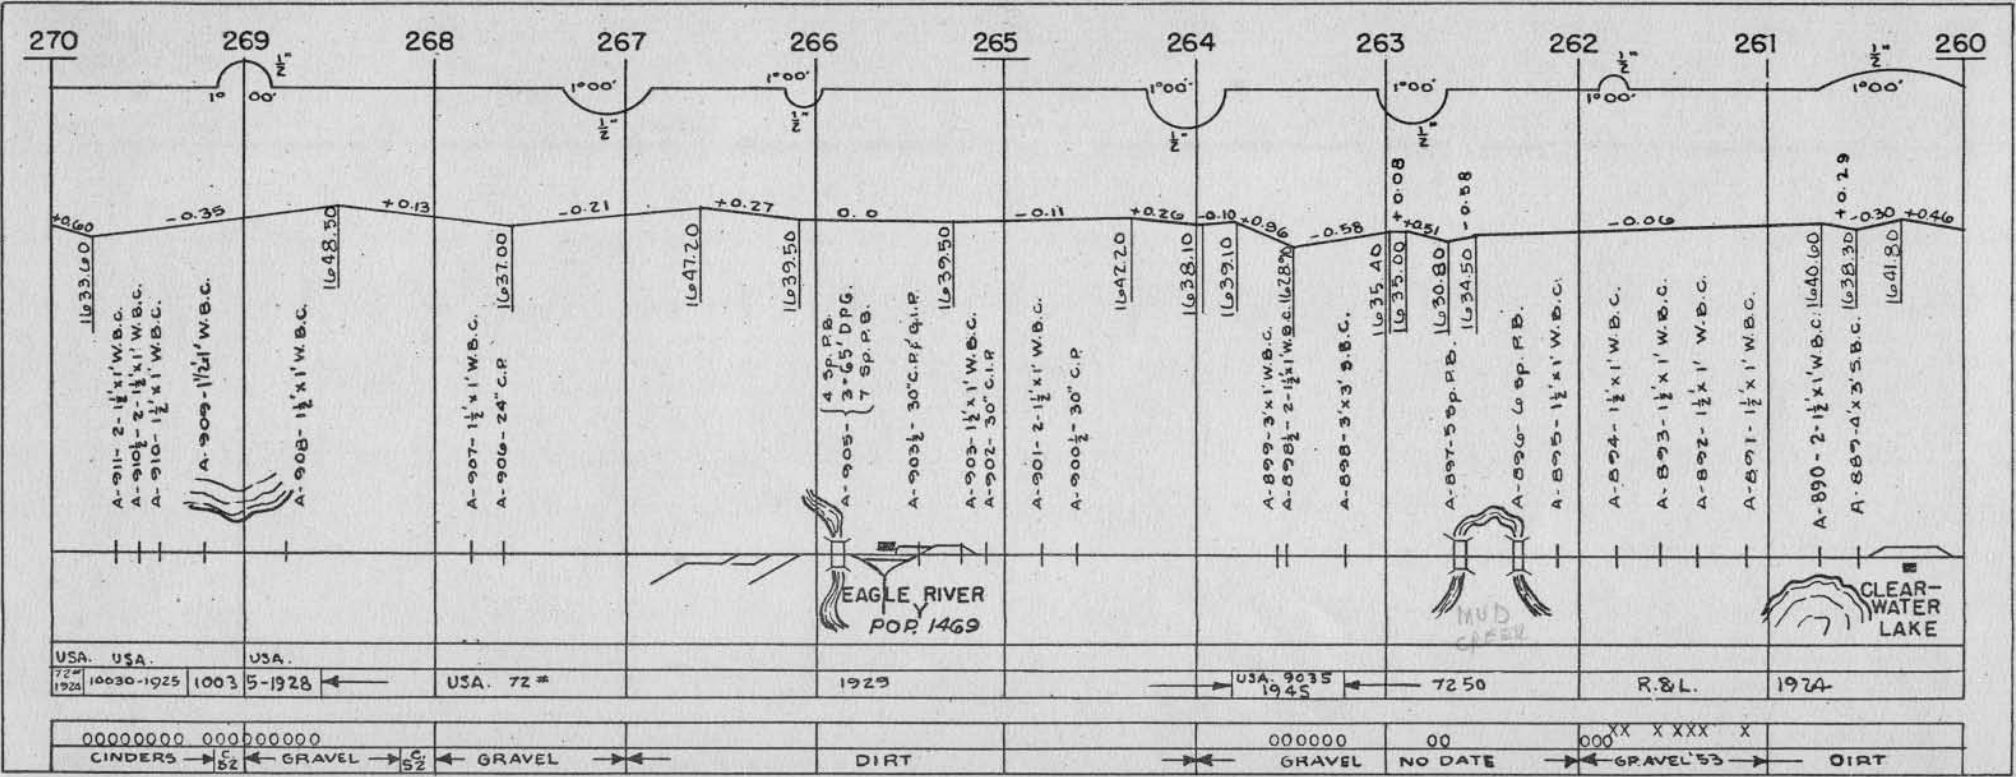 270 269 268 267 266 265 264 263 262 261 260
1° 00' ½" 1°00' ½" 1°00' ½" 1°00' ½" 1°00' ½" 1°00' ½" 1°00' ½"
+0.60 -0.35 +0.13 -0.21 +0.27 0.0 -0.11 +0.26 -0.10 +0.96 -0.58 +0.08 +0.51 -0.58 -0.06 +0.29 -0.30 +0.46
1633.60
1648.50
1637.00
1647.20
1639.50
1639.50
1642.20
1638.10
1639.10
1628.90
1635.40
1635.00
1630.80
1634.50
1640.60
1638.30
1641.80
A-911-2-1½'x1' W.B.C.
A-910½-2-1½'x1' W.B.C.
A-910-1½'x1' W.B.C.
A-909-1½'x1' W.B.C.
A-908-1½'x1' W.B.C.
A-907-1½'x1' W.B.C.
A-906-24" C.P.
4 Sp. P.B.
A-905-{3-65' D.P.G.
7 Sp. P.B.
A-903½-30" C.P.& G.I.P.
A-903-1½'x1' W.B.C.
A-902-30" C.I.P.
A-901-2-1½'x1' W.B.C.
A-900½-30" C.P.
A-899-3'x1' W.B.C.
A-898½-2-1½'x1' W.B.C.
A-898-3'x3' S.B.C.
A-897-5 Sp. P.B.
A-896-6 Sp. P.B.
A-895-1½'x1' W.B.C.
A-894-1½'x1' W.B.C.
A-893-1½'x1' W.B.C.
A-892-1½'x1' W.B.C.
A-891-1½'x1' W.B.C.
A-890-2-1½'x1' W.B.C.
A-889-4'x3' S.B.C.
EAGLE RIVER
Y
POP. 1469
MUD
CREEK
CLEAR-
WATER
LAKE
USA. USA. USA.
72# 1924 10030-1925 10035-1928 USA. 72# 1929 USA. 9035 1945 7250 R.&L. 1924
000000000 0000000000 000000 00 000 XX X XXX X
CINDERS C 52 GRAVEL C 52 GRAVEL DIRT GRAVEL NO DATE GRAVEL '53 DIRT